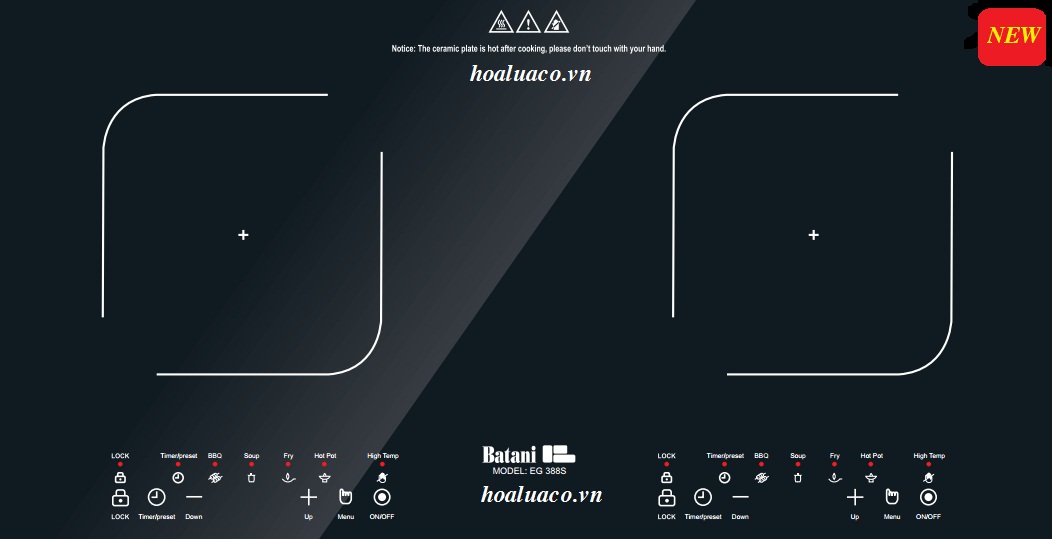 NEW
Notice: The ceramic plate is hot after cooking, please don't touch with your hand.
hoaluaco.vn
LOCK Timer/preset BBQ Soup Fry Hot Pot High Temp
LOCK Timer/preset Down Up Menu ON/OFF
Batani
MODEL: EG 388S
hoaluaco.vn
LOCK Timer/preset BBQ Soup Fry Hot Pot High Temp
LOCK Timer/preset Down Up Menu ON/OFF